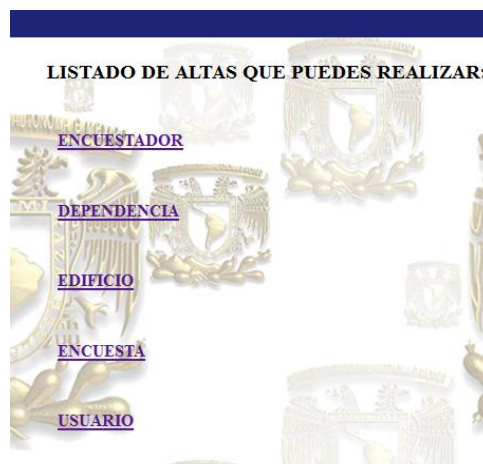 LISTADO DE ALTAS QUE PUEDES REALIZAR:
ENCUESTADOR
DEPENDENCIA
EDIFICIO
ENCUESTA
USUARIO